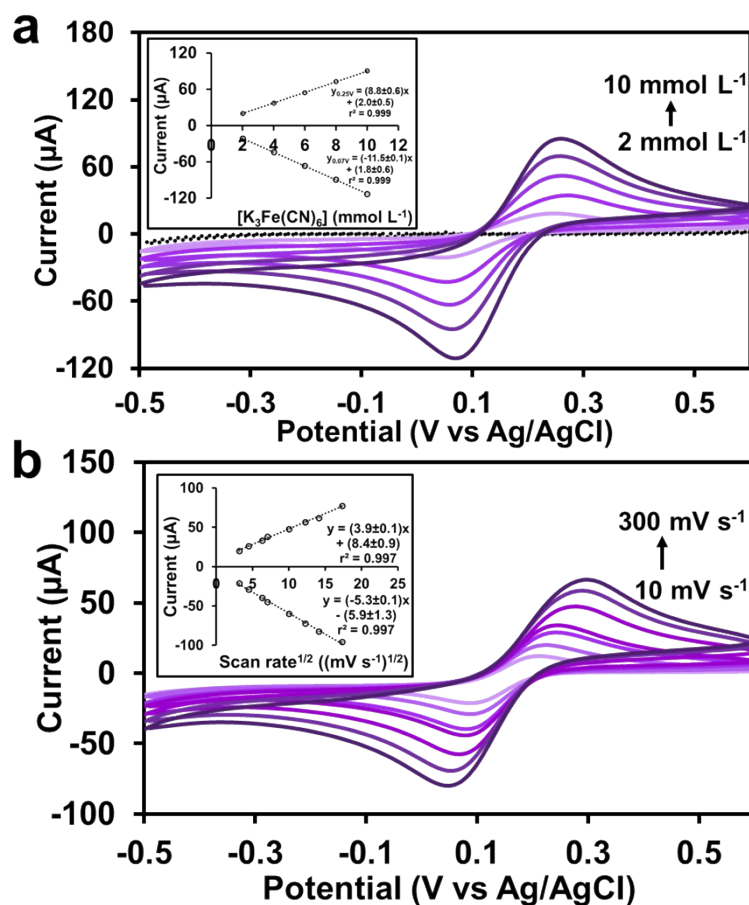 a
180
120
60
0
-60
-120
Current (µA)
-0.5 -0.3 -0.1 0.1 0.3 0.5
Potential (V vs Ag/AgCl)
10 mmol L⁻¹
2 mmol L⁻¹
120
60
0
-60
-120
Current (µA)
0 2 4 6 8 10 12
y₀.₂₅V = (8.8±0.6)x
+ (2.0±0.5)
r² = 0.999
y₀.₀₇V = (-11.5±0.1)x
+ (1.8±0.6)
r² = 0.999
[K₃Fe(CN)₆] (mmol L⁻¹)
b
150
100
50
0
-50
-100
Current (µA)
-0.5 -0.3 -0.1 0.1 0.3 0.5
Potential (V vs Ag/AgCl)
300 mV s⁻¹
10 mV s⁻¹
100
50
0
-50
-100
Current (µA)
0 5 10 15 20 25
y = (3.9±0.1)x
+ (8.4±0.9)
r² = 0.997
y = (-5.3±0.1)x
- (5.9±1.3)
r² = 0.997
Scan rate¹ᐟ² ((mV s⁻¹)¹ᐟ²)